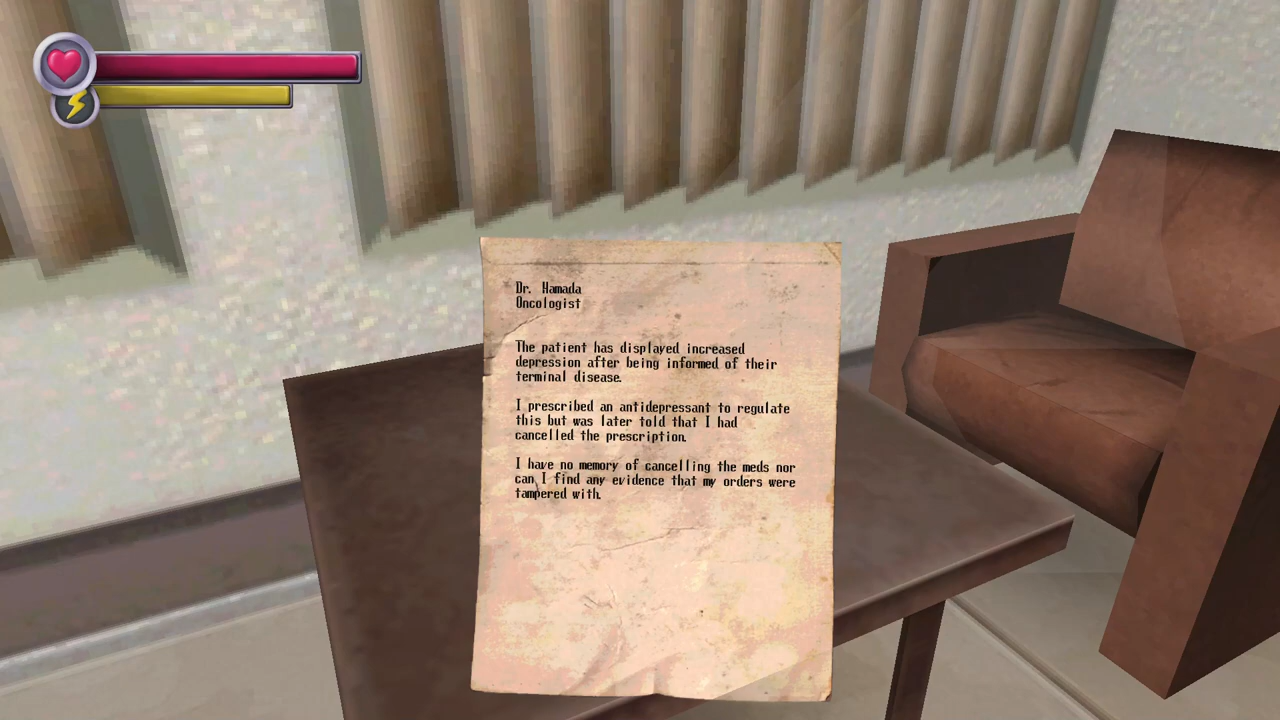 Dr. Hamada
Oncologist
The patient has displayed increased
depression after being informed of their
terminal disease.
I prescribed an antidepressant to regulate
this but was later told that I had
cancelled the prescription.
I have no memory of cancelling the meds nor
can I find any evidence that my orders were
tampered with.